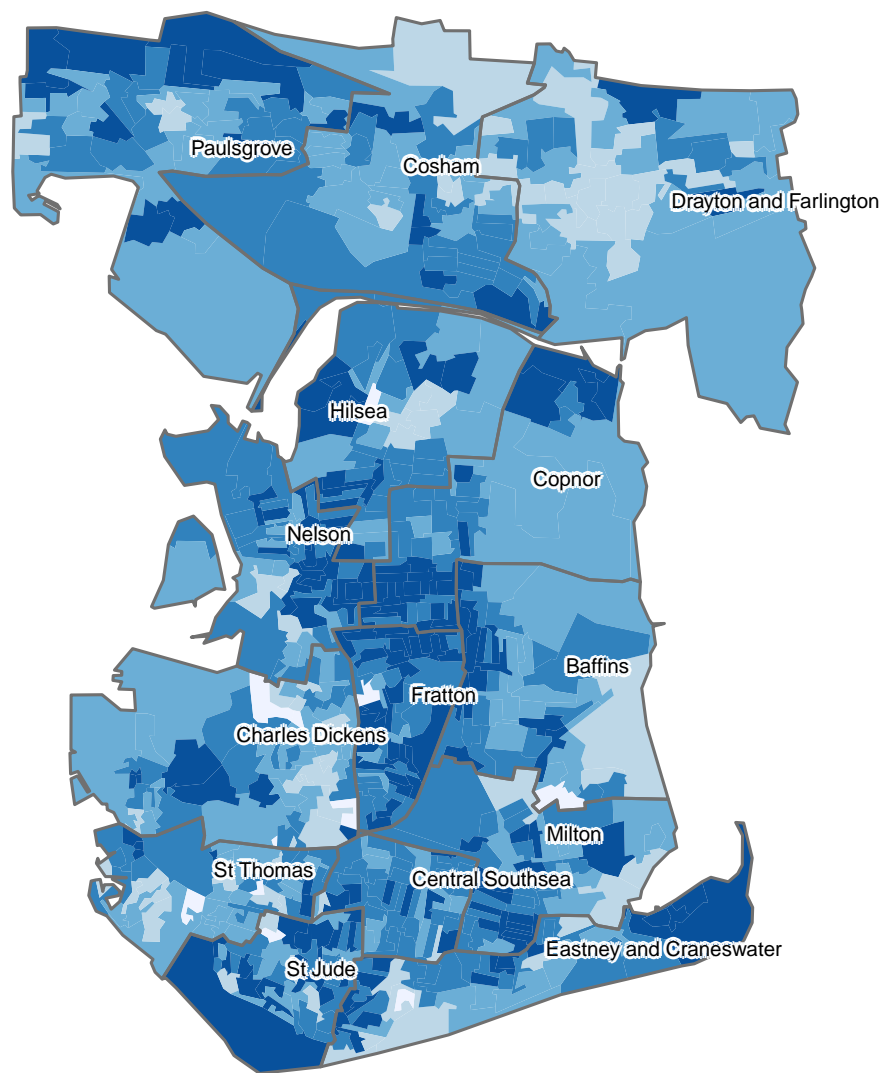 Paulsgrove
Cosham
Drayton and Farlington
Hilsea
Copnor
Nelson
Baffins
Fratton
Charles Dickens
Milton
St Thomas
Central Southsea
Eastney and Craneswater
St Jude